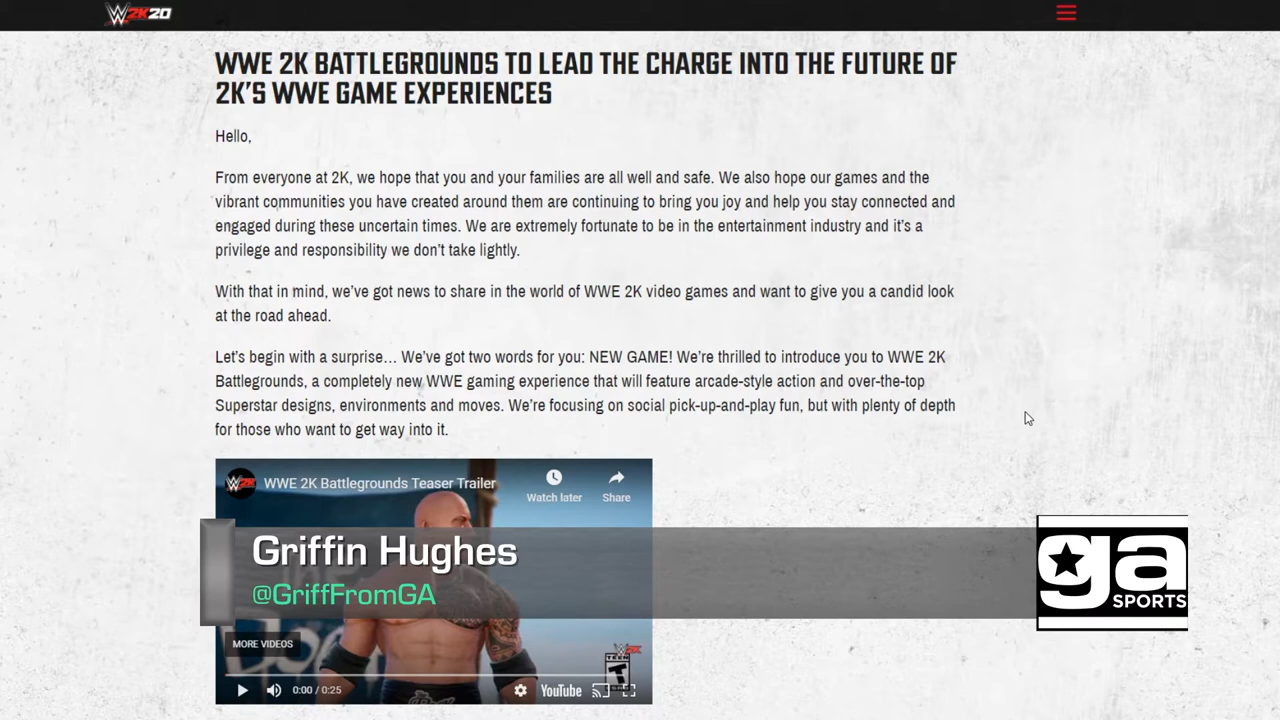 W 2K20
WWE 2K BATTLEGROUNDS TO LEAD THE CHARGE INTO THE FUTURE OF
2K'S WWE GAME EXPERIENCES
Hello,
From everyone at 2K, we hope that you and your families are all well and safe. We also hope our games and the
vibrant communities you have created around them are continuing to bring you joy and help you stay connected and
engaged during these uncertain times. We are extremely fortunate to be in the entertainment industry and it's a
privilege and responsibility we don't take lightly.
With that in mind, we've got news to share in the world of WWE 2K video games and want to give you a candid look
at the road ahead.
Let's begin with a surprise… We've got two words for you: NEW GAME! We're thrilled to introduce you to WWE 2K
Battlegrounds, a completely new WWE gaming experience that will feature arcade-style action and over-the-top
Superstar designs, environments and moves. We're focusing on social pick-up-and-play fun, but with plenty of depth
for those who want to get way into it.
W2K
WWE 2K Battlegrounds Teaser Trailer
Watch later
Share
Griffin Hughes
@GriffFromGA
ga
SPORTS
MORE VIDEOS
W2K
TEEN
T
0:00 / 0:25
YouTube